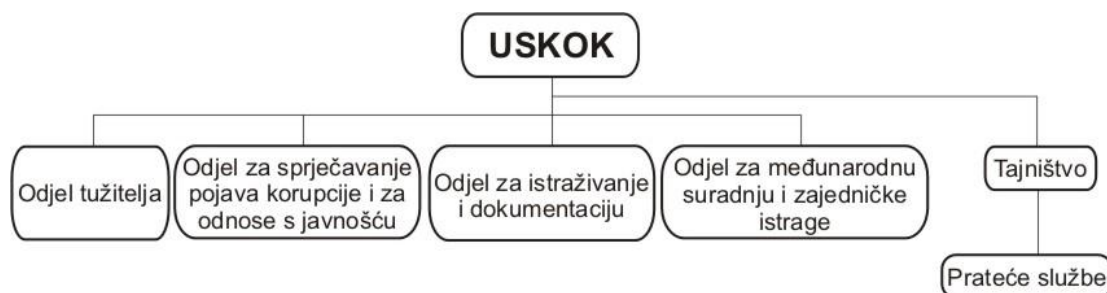 USKOK
Odjel tužitelja
Odjel za sprječavanje
pojava korupcije i za
odnose s javnošću
Odjel za istraživanje
i dokumentaciju
Odjel za međunarodnu
suradnju i zajedničke
istrage
Tajništvo
Prateće službe